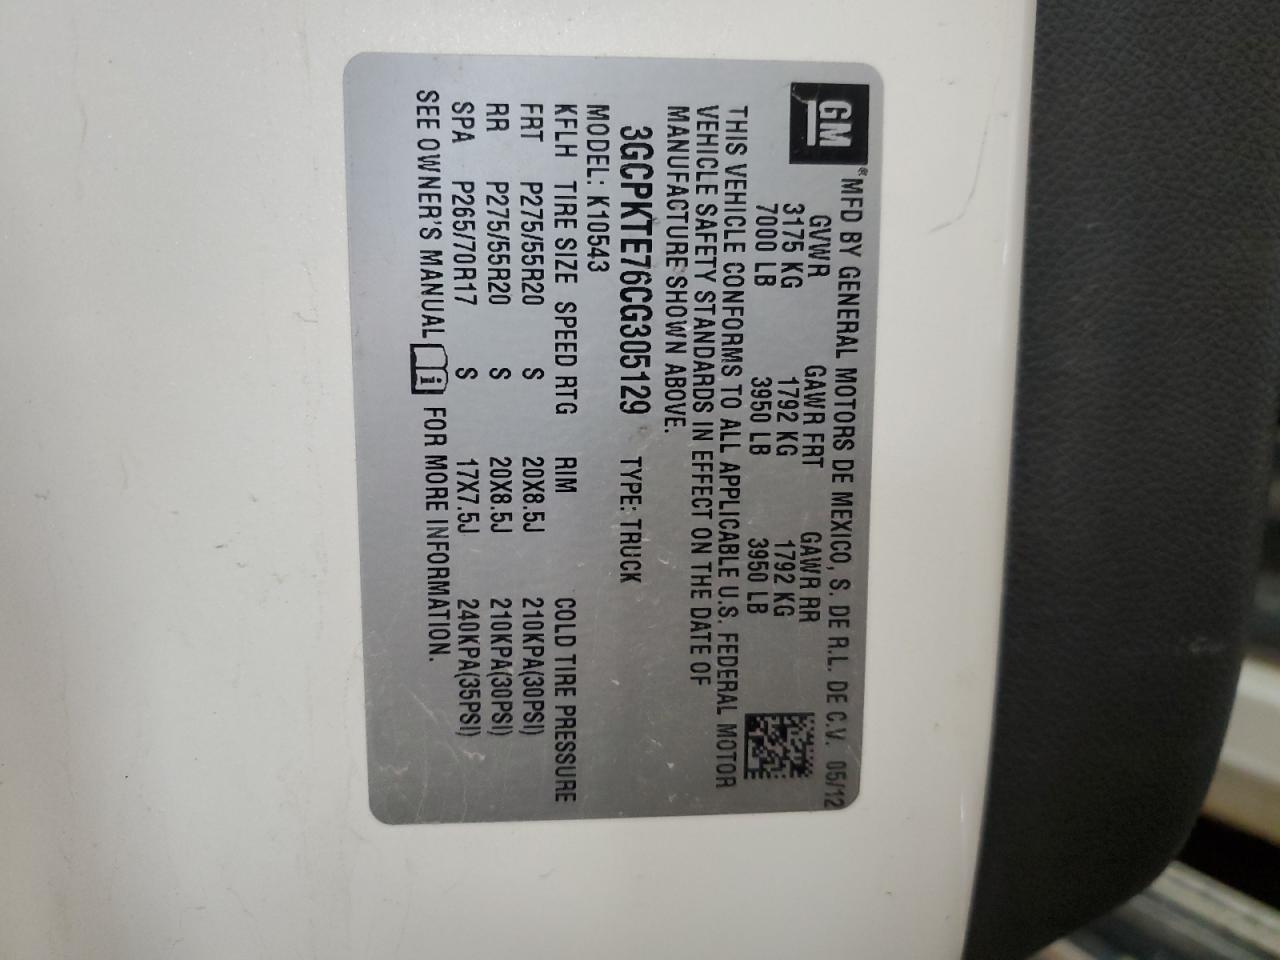 GM
® MFD BY GENERAL MOTORS DE MEXICO, S. DE R.L. DE C.V. 05/12
GVWR GAWR FRT GAWR RR
3175 KG 1792 KG 1792 KG
7000 LB 3950 LB 3950 LB
THIS VEHICLE CONFORMS TO ALL APPLICABLE U.S. FEDERAL MOTOR
VEHICLE SAFETY STANDARDS IN EFFECT ON THE DATE OF
MANUFACTURE SHOWN ABOVE.
3GCPKTE76CG305129 TYPE: TRUCK
MODEL: K10543
KFLH TIRE SIZE SPEED RTG RIM COLD TIRE PRESSURE
FRT P275/55R20 S 20X8.5J 210KPA(30PSI)
RR P275/55R20 S 20X8.5J 210KPA(30PSI)
SPA P265/70R17 S 17X7.5J 240KPA(35PSI)
SEE OWNER'S MANUAL i FOR MORE INFORMATION.